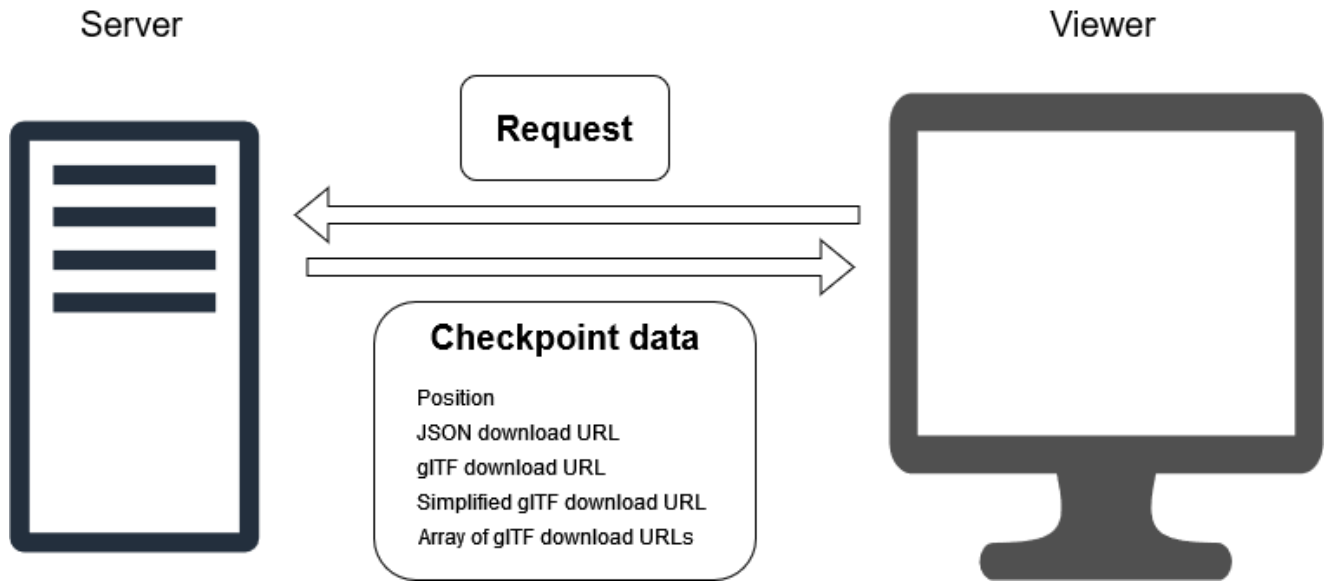 Server
Viewer
Request
Checkpoint data
Position
JSON download URL
glTF download URL
Simplified glTF download URL
Array of glTF download URLs